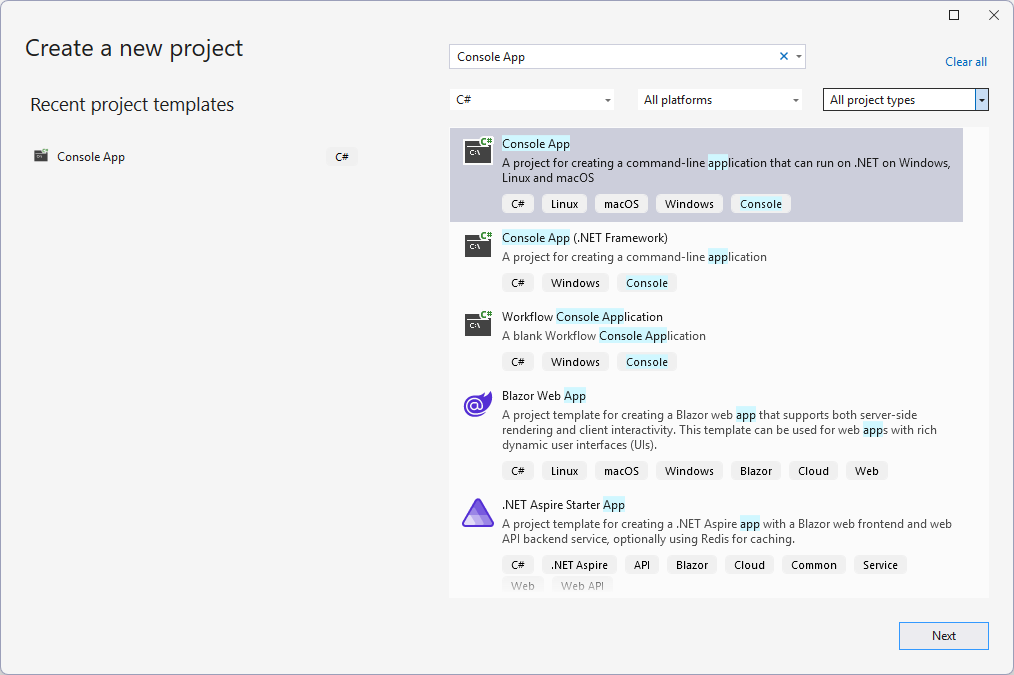 Create a new project
Recent project templates
Console App
C#
Console App
Clear all
C#
All platforms
All project types
C#
C:\
Console App
A project for creating a command-line application that can run on .NET on Windows,
Linux and macOS
C#
Linux
macOS
Windows
Console
C#
C:\
Console App (.NET Framework)
A project for creating a command-line application
C#
Windows
Console
C#
C:\
Workflow Console Application
A blank Workflow Console Application
C#
Windows
Console
@
Blazor Web App
A project template for creating a Blazor web app that supports both server-side
rendering and client interactivity. This template can be used for web apps with rich
dynamic user interfaces (UIs).
C#
Linux
macOS
Windows
Blazor
Cloud
Web
.NET Aspire Starter App
A project template for creating a .NET Aspire app with a Blazor web frontend and web
API backend service, optionally using Redis for caching.
C#
.NET Aspire
API
Blazor
Cloud
Common
Service
Web
Web API
Next